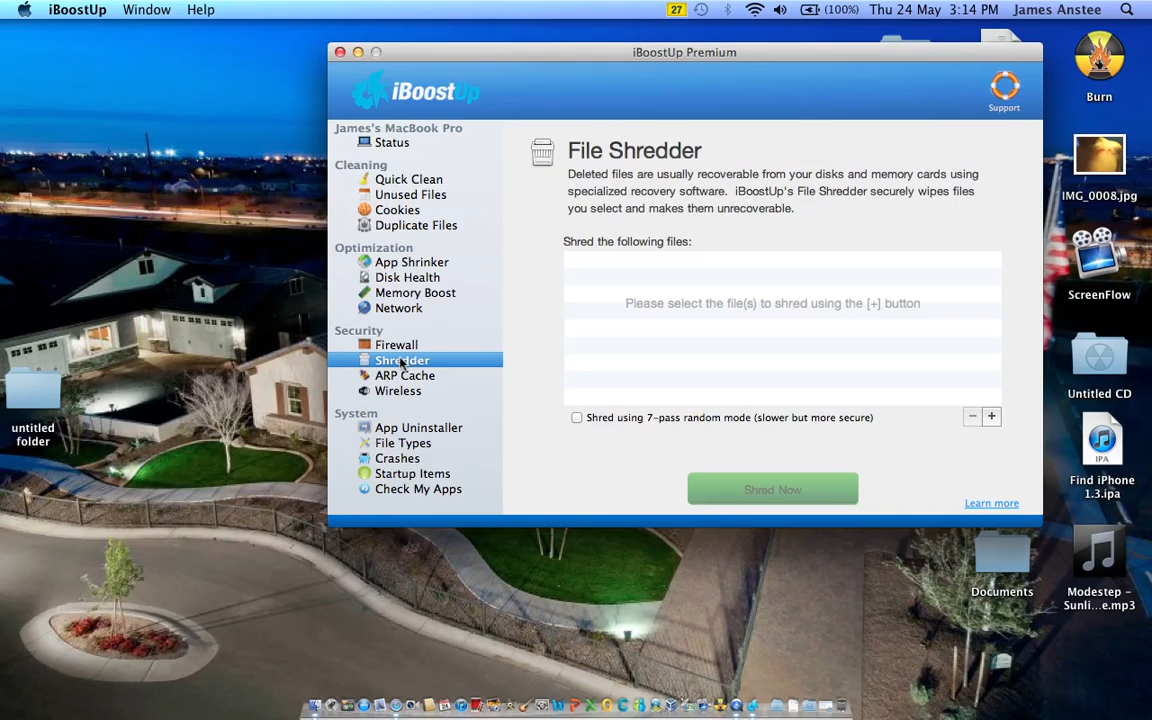 iBoostUp Window Help
27 (100%) Thu 24 May 3:14 PM James Anstee
iBoostUp Premium
iBoostUp
Support
James's MacBook Pro
Status
Cleaning
Quick Clean
Unused Files
Cookies
Duplicate Files
Optimization
App Shrinker
Disk Health
Memory Boost
Network
Security
Firewall
Shredder
ARP Cache
Wireless
System
App Uninstaller
File Types
Crashes
Startup Items
Check My Apps
File Shredder
Deleted files are usually recoverable from your disks and memory cards using
specialized recovery software. iBoostUp's File Shredder securely wipes files
you select and makes them unrecoverable.
Shred the following files:
Please select the file(s) to shred using the [+] button
Shred using 7-pass random mode (slower but more secure)
− +
Shred Now
Learn more
untitled
folder
Burn
IMG_0008.jpg
ScreenFlow
Untitled CD
IPA
Find iPhone
1.3.ipa
Documents
Modestep –
Sunli...e.mp3